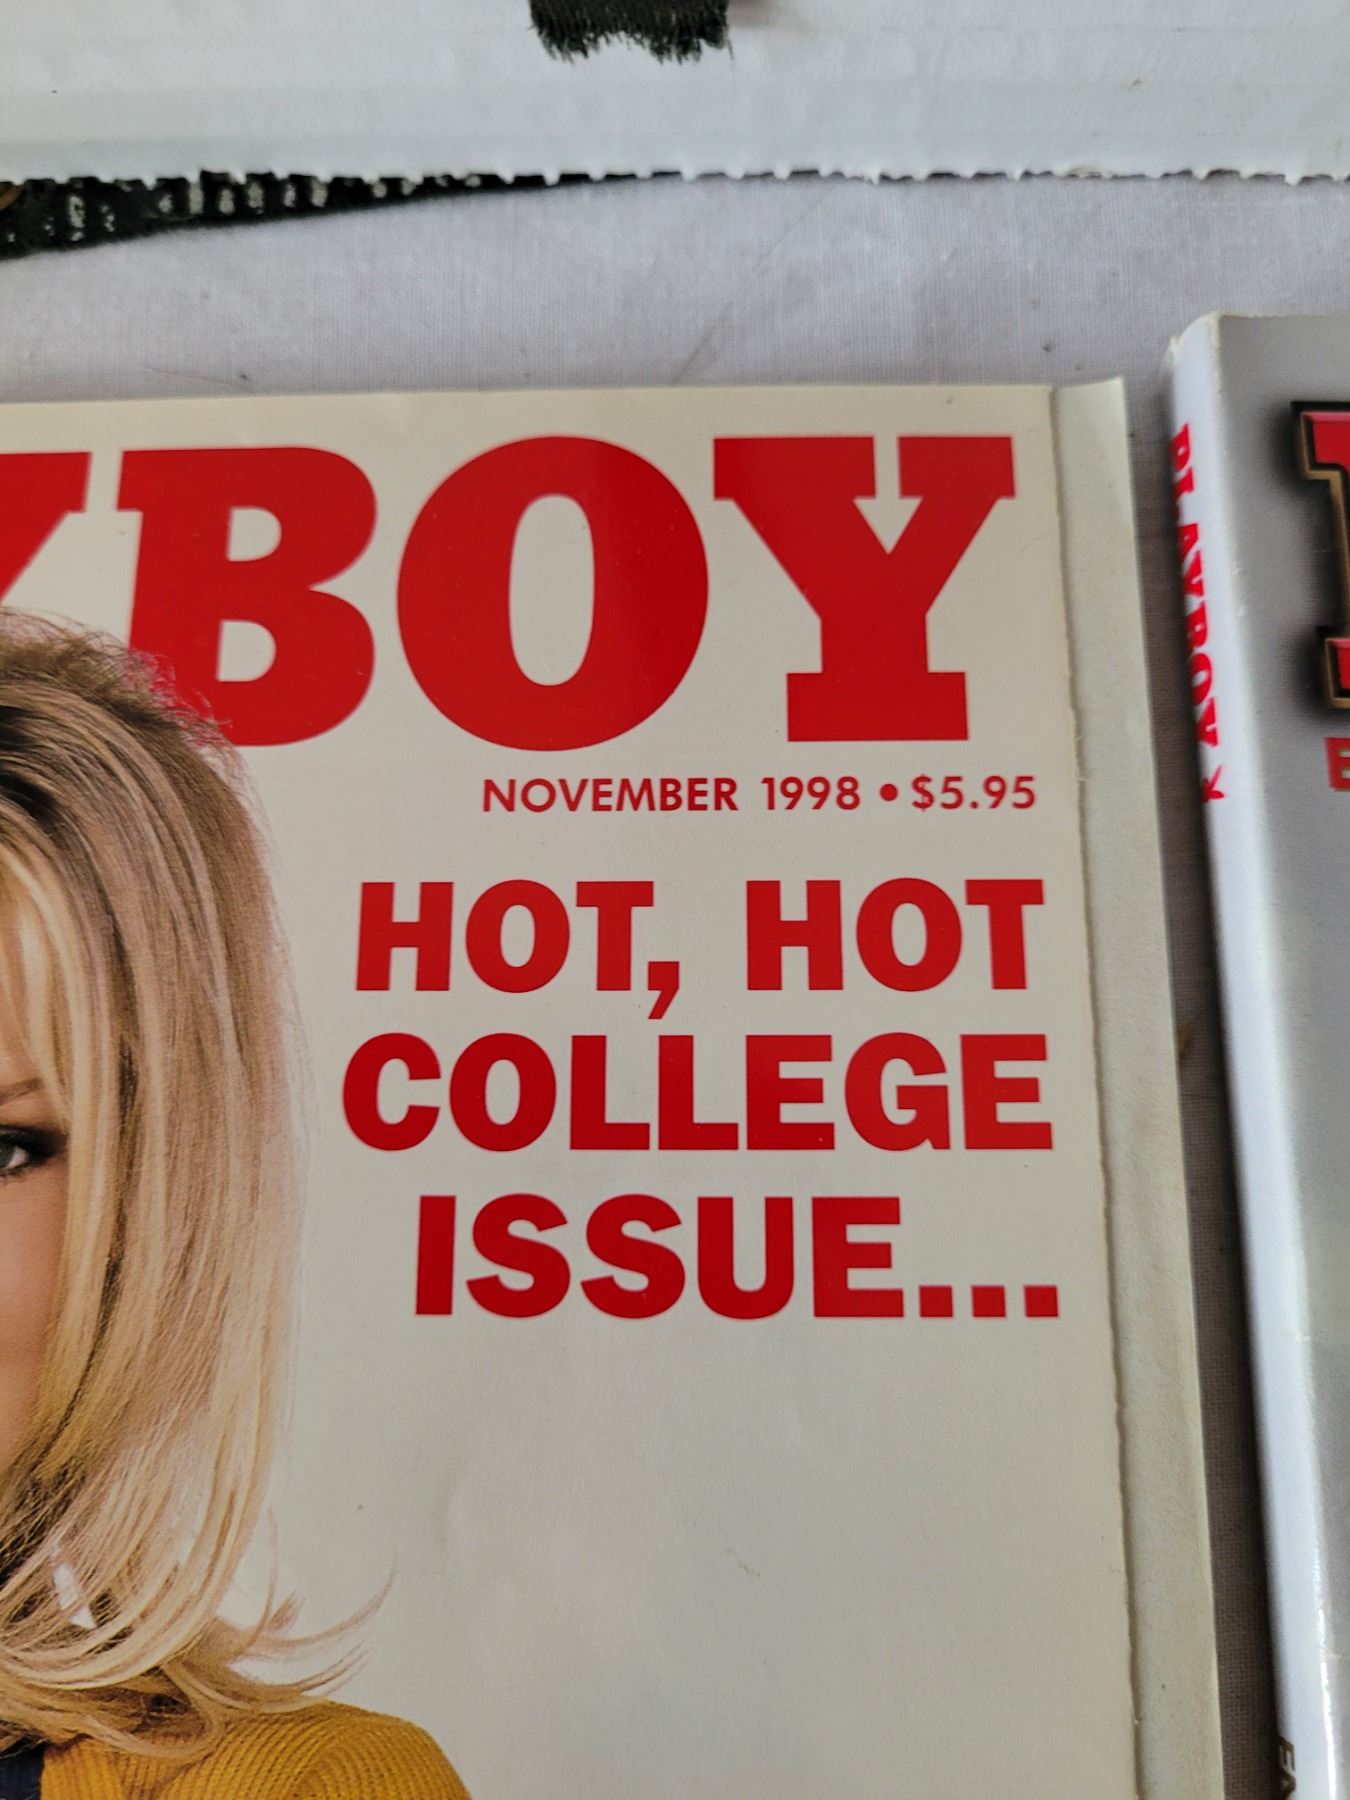 YBOY
NOVEMBER 1998 • $5.95
HOT, HOT
COLLEGE
ISSUE...
PLAYBOY